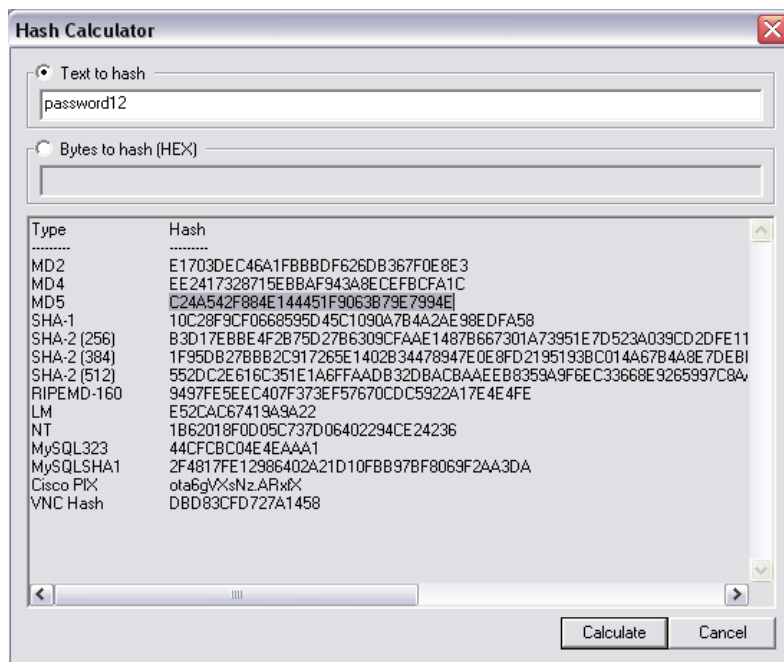 Hash Calculator
Text to hash
password12
Bytes to hash (HEX)
Type Hash
--------- ---------
MD2 E1703DEC46A1FBBBDF626DB367F0E8E3
MD4 EE2417328715EBBAF943A8ECEFBCFA1C
MD5 C24A542F884E144451F9063B79E7994E
SHA-1 10C28F9CF0668595D45C1090A7B4A2AE98EDFA58
SHA-2 (256) B3D17EBBE4F2B75D27B6309CFAAE1487B667301A73951E7D523A039CD2DFE11
SHA-2 (384) 1F95DB27BBB2C917265E1402B34478947E0E8FD2195193BC014A67B4A8E7DEB
SHA-2 (512) 552DC2E616C351E1A6FFAADB32DBACBAAEEB8359A9F6EC33668E9265997C8A
RIPEMD-160 9497FE5EEC407F373EF57670CDC5922A17E4E4FE
LM E52CAC67419A9A22
NT 1B62018F0D05C737D06402294CE24236
MySQL323 44CFCBC04E4EAAA1
MySQLSHA1 2F4817FE12986402A21D10FBB97BF8069F2AA3DA
Cisco PIX ota6gVXsNz.ARxfX
VNC Hash DBD83CFD727A1458
Calculate Cancel